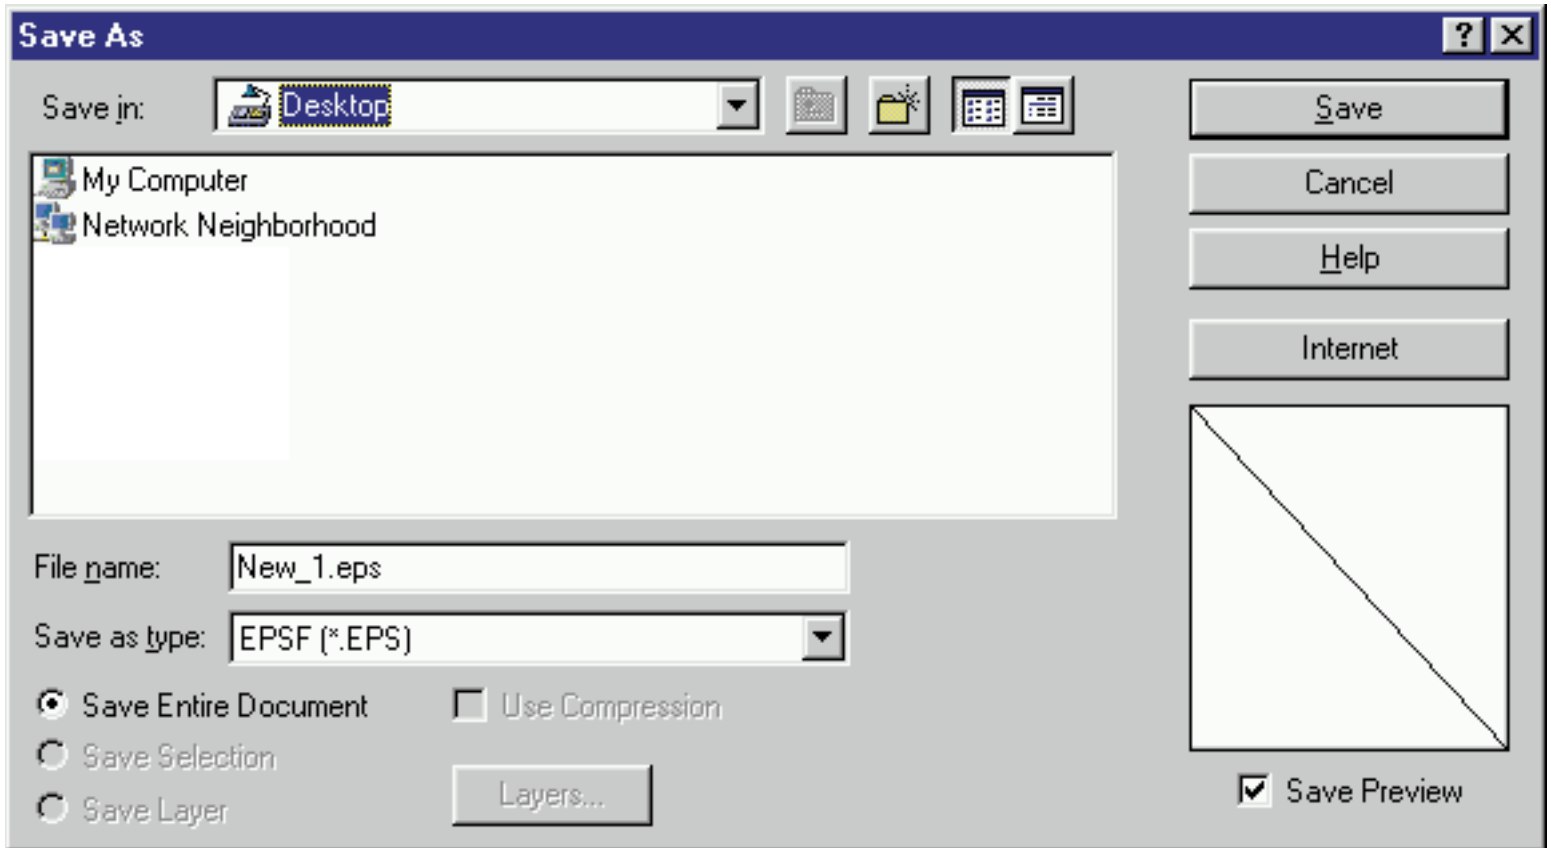 Save As
Save in: Desktop
My Computer
Network Neighborhood
File name: New_1.eps
Save as type: EPSF (*.EPS)
Save Entire Document
Use Compression
Save Selection
Save Layer
Layers...
Save
Cancel
Help
Internet
Save Preview